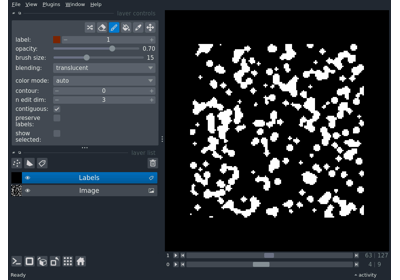 File View Plugins Window Help
layer controls
label: 1
opacity: 0.70
brush size: 15
blending: translucent
color mode: auto
contour: 0
n edit dim: 3
contiguous:
preserve
labels:
show
selected:
layer list
Labels
Image
1 63 127
0 4 9
Ready activity